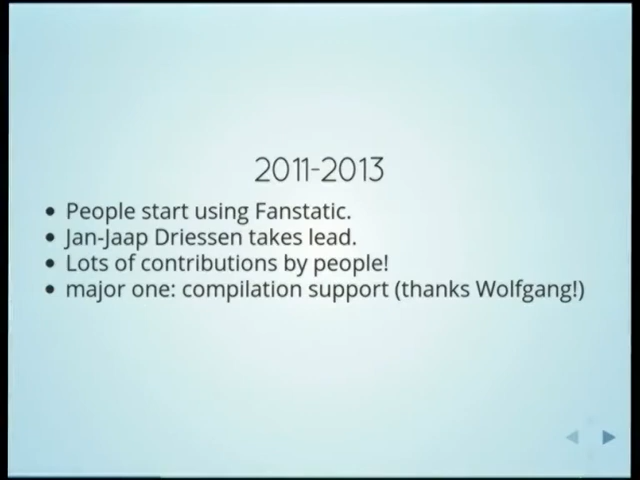 2011-2013
• People start using Fanstatic.
• Jan-Jaap Driessen takes lead.
• Lots of contributions by people!
• major one: compilation support (thanks Wolfgang!)